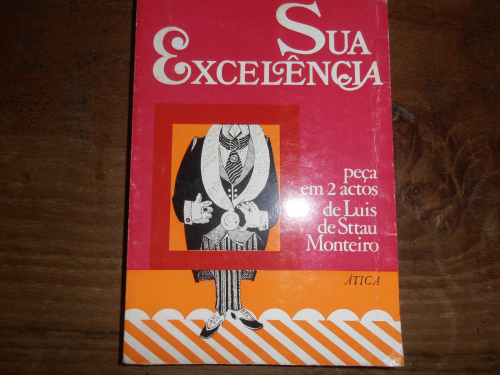 SUA
EXCELÊNCIA
peça
em 2 actos
de Luis
de Sttau
Monteiro
ÁTICA